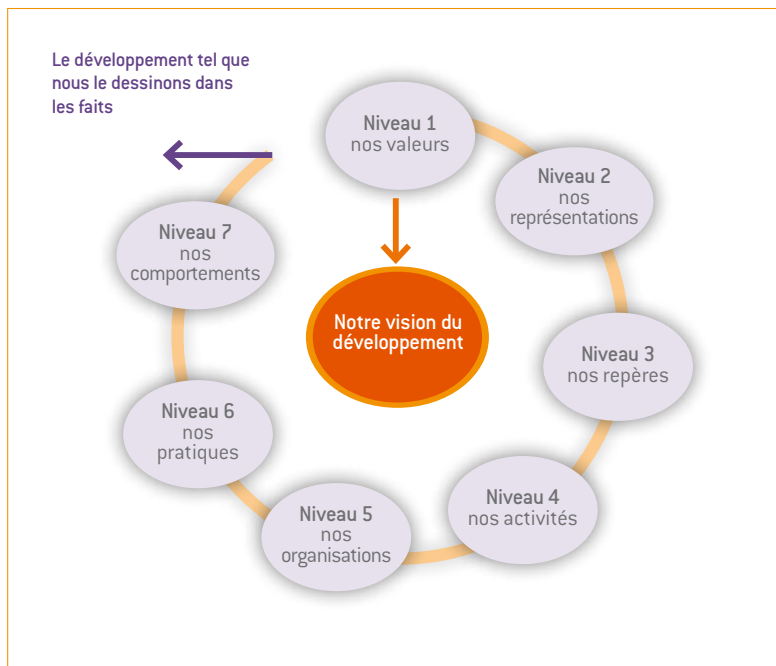 Le développement tel que
nous le dessinons dans
les faits
Niveau 1
nos valeurs
Niveau 2
nos
représentations
Niveau 3
nos repères
Niveau 4
nos activités
Niveau 5
nos
organisations
Niveau 6
nos
pratiques
Niveau 7
nos
comportements
Notre vision du
développement